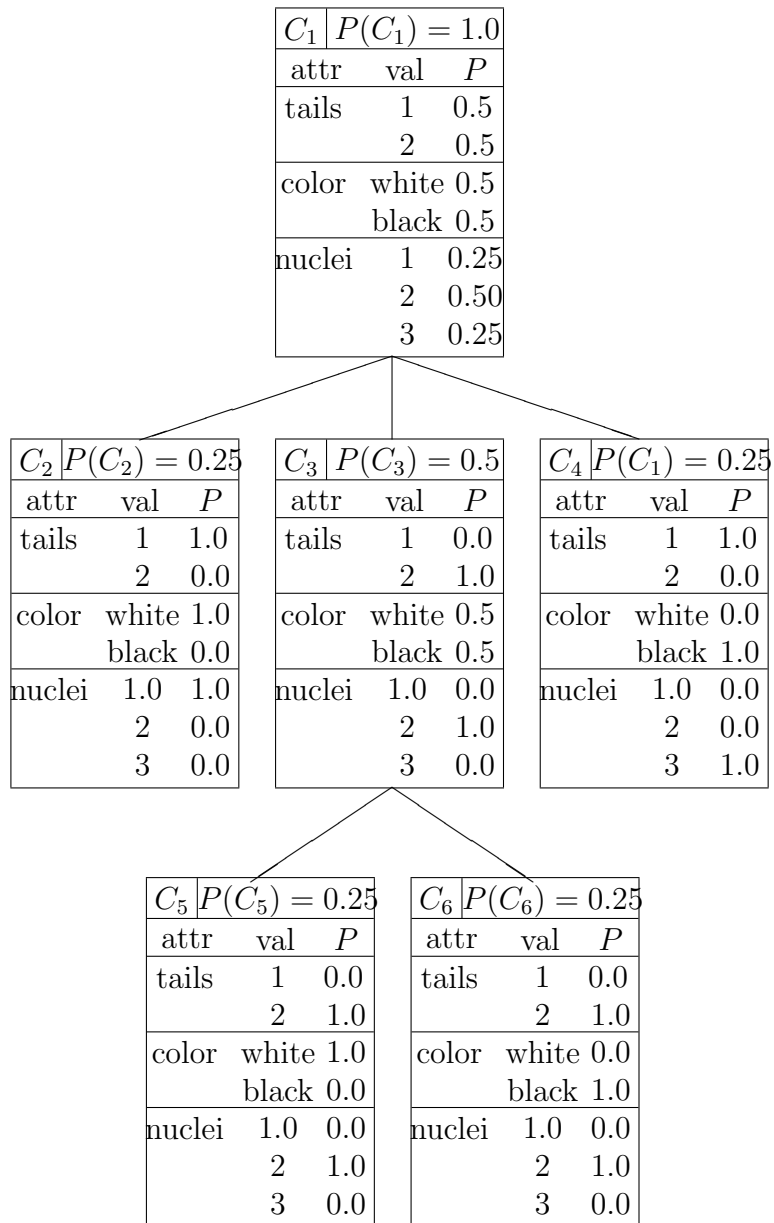 C₁ P(C₁) = 1.0
attr val P
tails 1 0.5
2 0.5
color white 0.5
black 0.5
nuclei 1 0.25
2 0.50
3 0.25
C₂ P(C₂) = 0.25
attr val P
tails 1 1.0
2 0.0
color white 1.0
black 0.0
nuclei 1.0 1.0
2 0.0
3 0.0
C₃ P(C₃) = 0.5
attr val P
tails 1 0.0
2 1.0
color white 0.5
black 0.5
nuclei 1.0 0.0
2 1.0
3 0.0
C₄ P(C₁) = 0.25
attr val P
tails 1 1.0
2 0.0
color white 0.0
black 1.0
nuclei 1.0 0.0
2 0.0
3 1.0
C₅ P(C₅) = 0.25
attr val P
tails 1 0.0
2 1.0
color white 1.0
black 0.0
nuclei 1.0 0.0
2 1.0
3 0.0
C₆ P(C₆) = 0.25
attr val P
tails 1 0.0
2 1.0
color white 0.0
black 1.0
nuclei 1.0 0.0
2 1.0
3 0.0